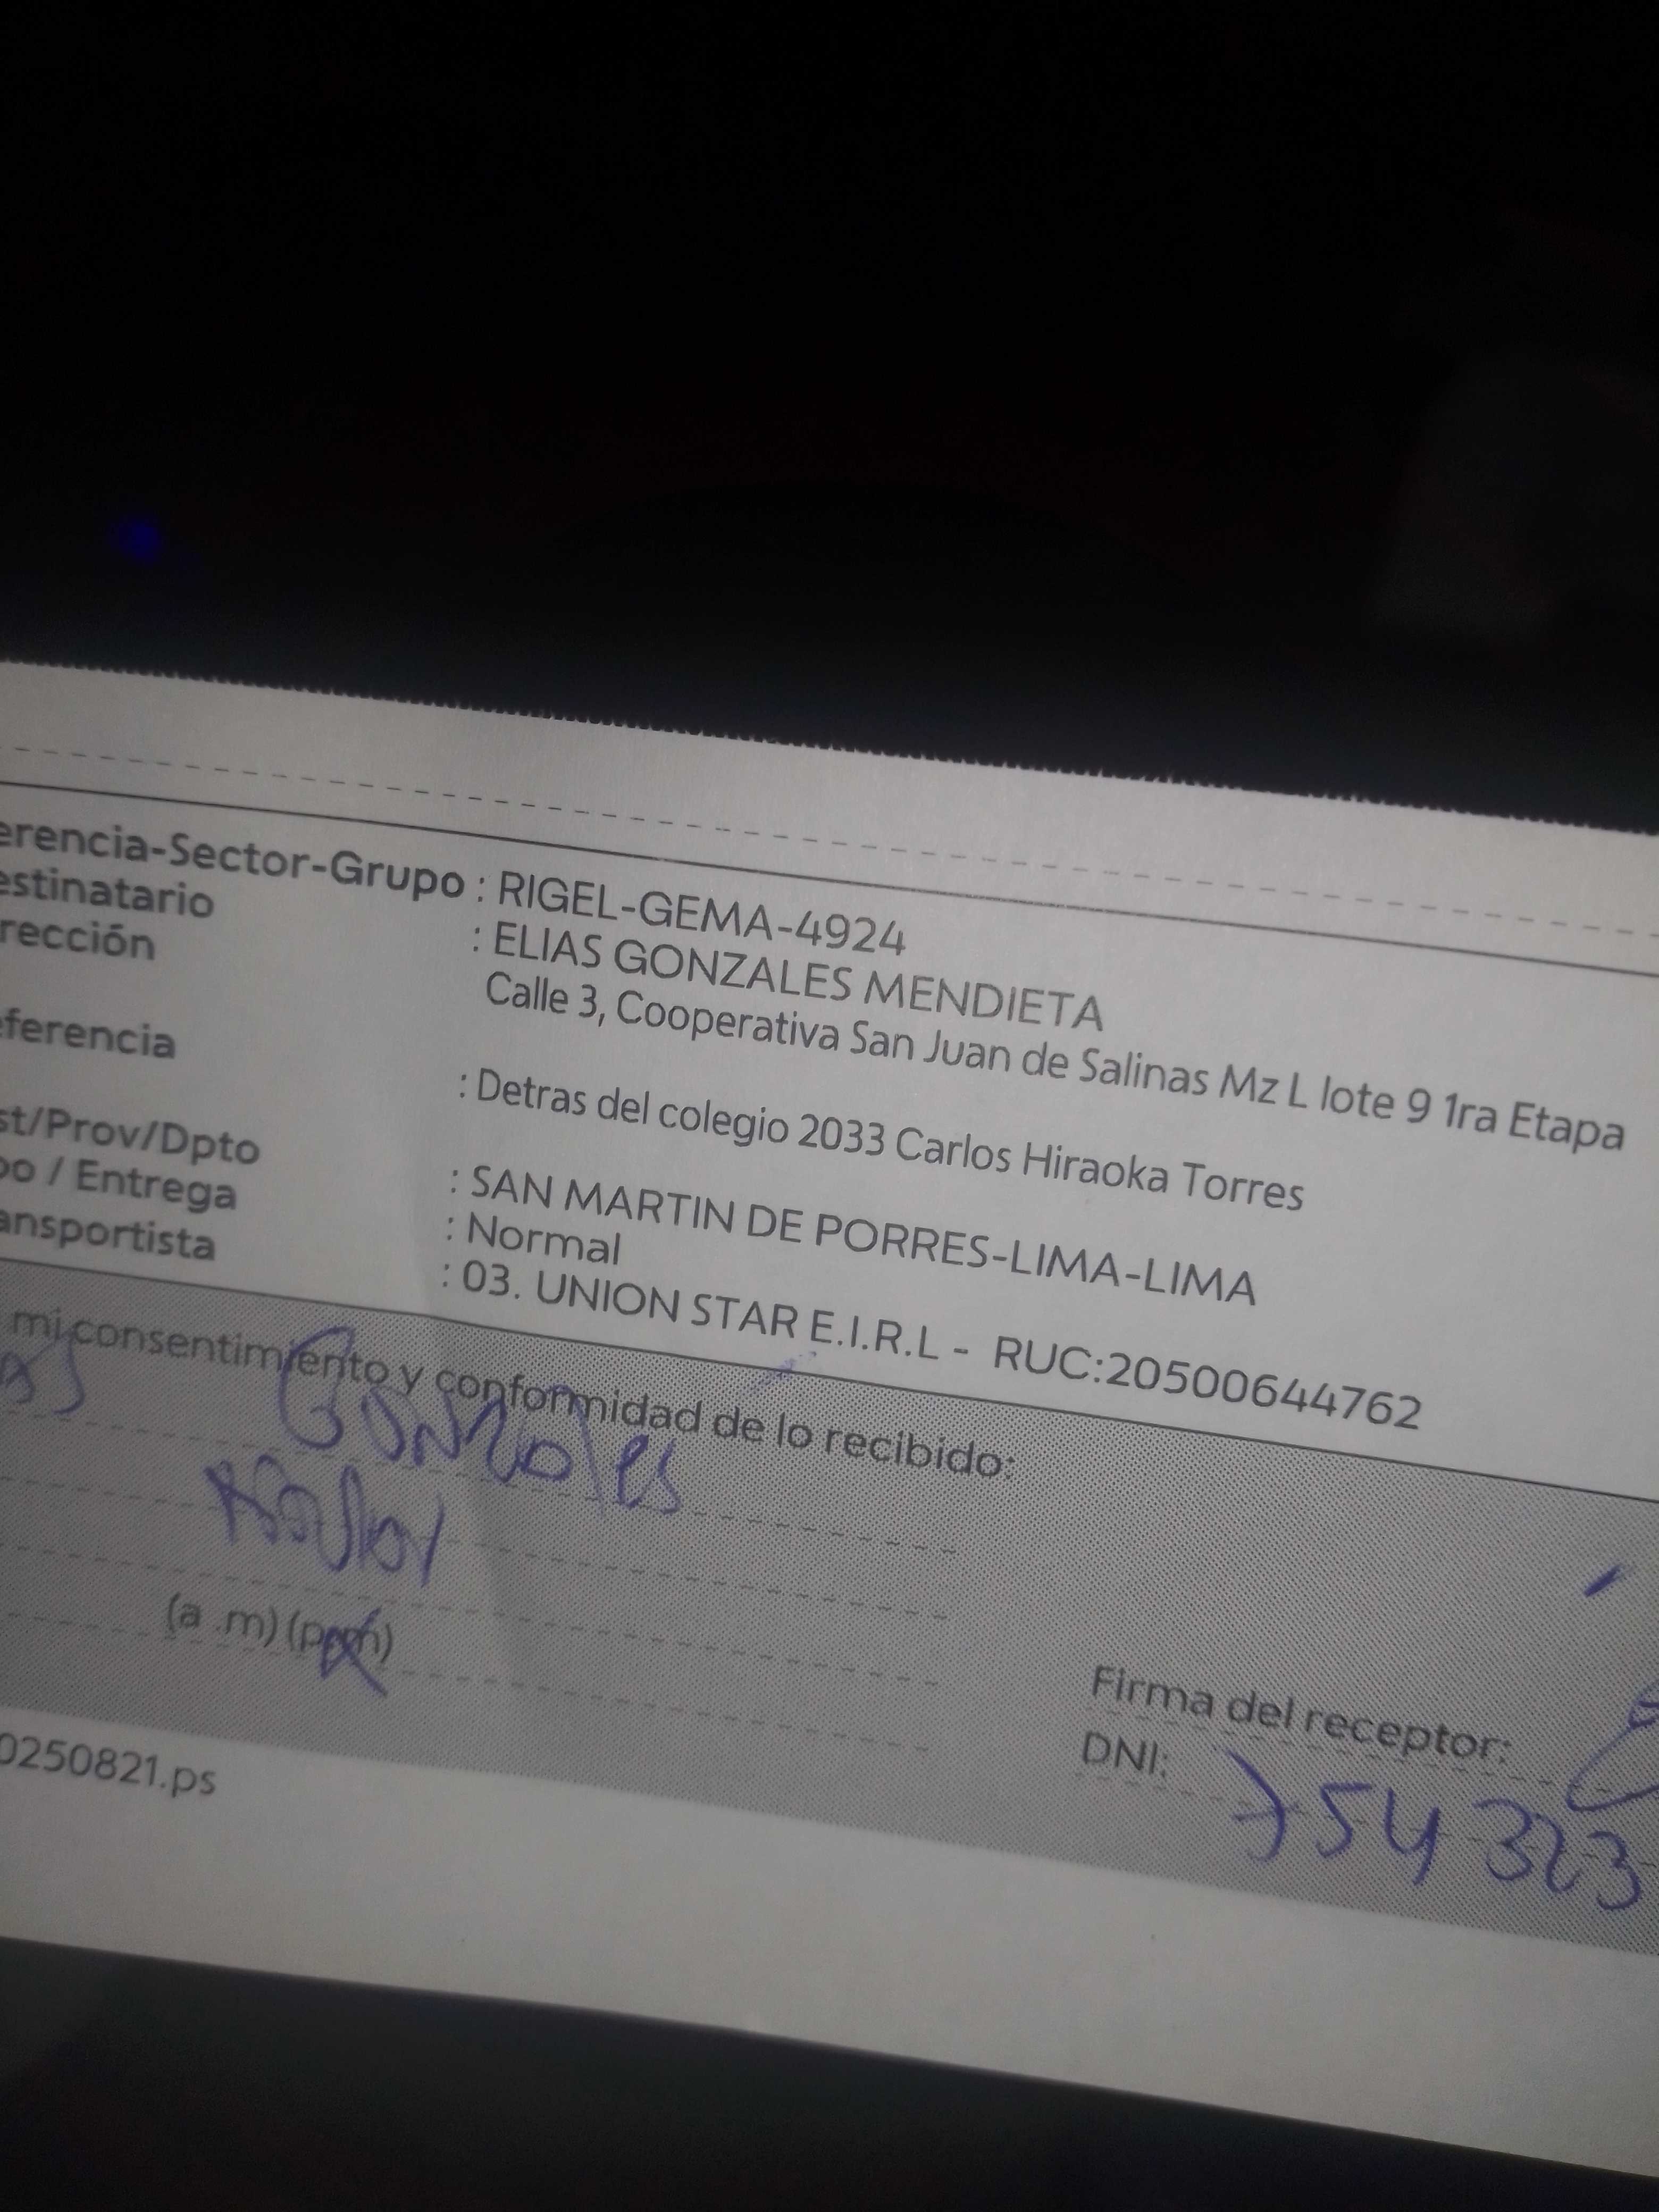 erencia-Sector-Grupo : RIGEL-GEMA-4924
estinatario : ELIAS GONZALES MENDIETA
rección Calle 3, Cooperativa San Juan de Salinas Mz L lote 9 1ra Etapa
eferencia : Detras del colegio 2033 Carlos Hiraoka Torres
st/Prov/Dpto : SAN MARTIN DE PORRES-LIMA-LIMA
po / Entrega : Normal
ansportista : 03. UNION STAR E.I.R.L - RUC:20500644762
mi consentimiento y conformidad de lo recibido:
Gonzales
(a .m) (p.m)
Firma del receptor:
DNI: 754323
0250821.ps